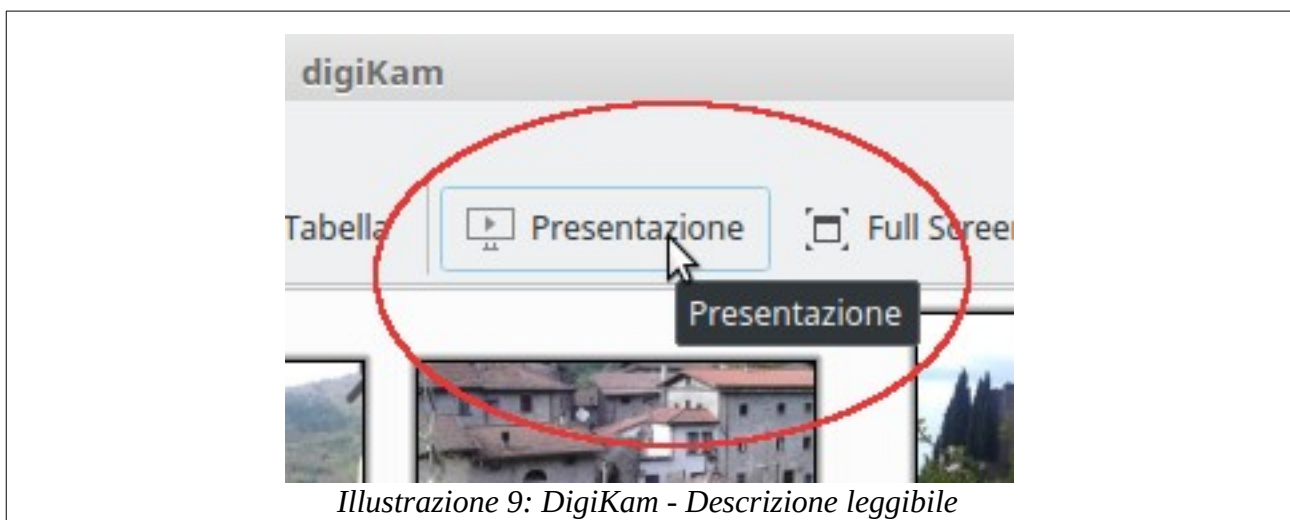 digiKam
Tabella Presentazione Full Screen
Presentazione
Illustrazione 9: DigiKam - Descrizione leggibile